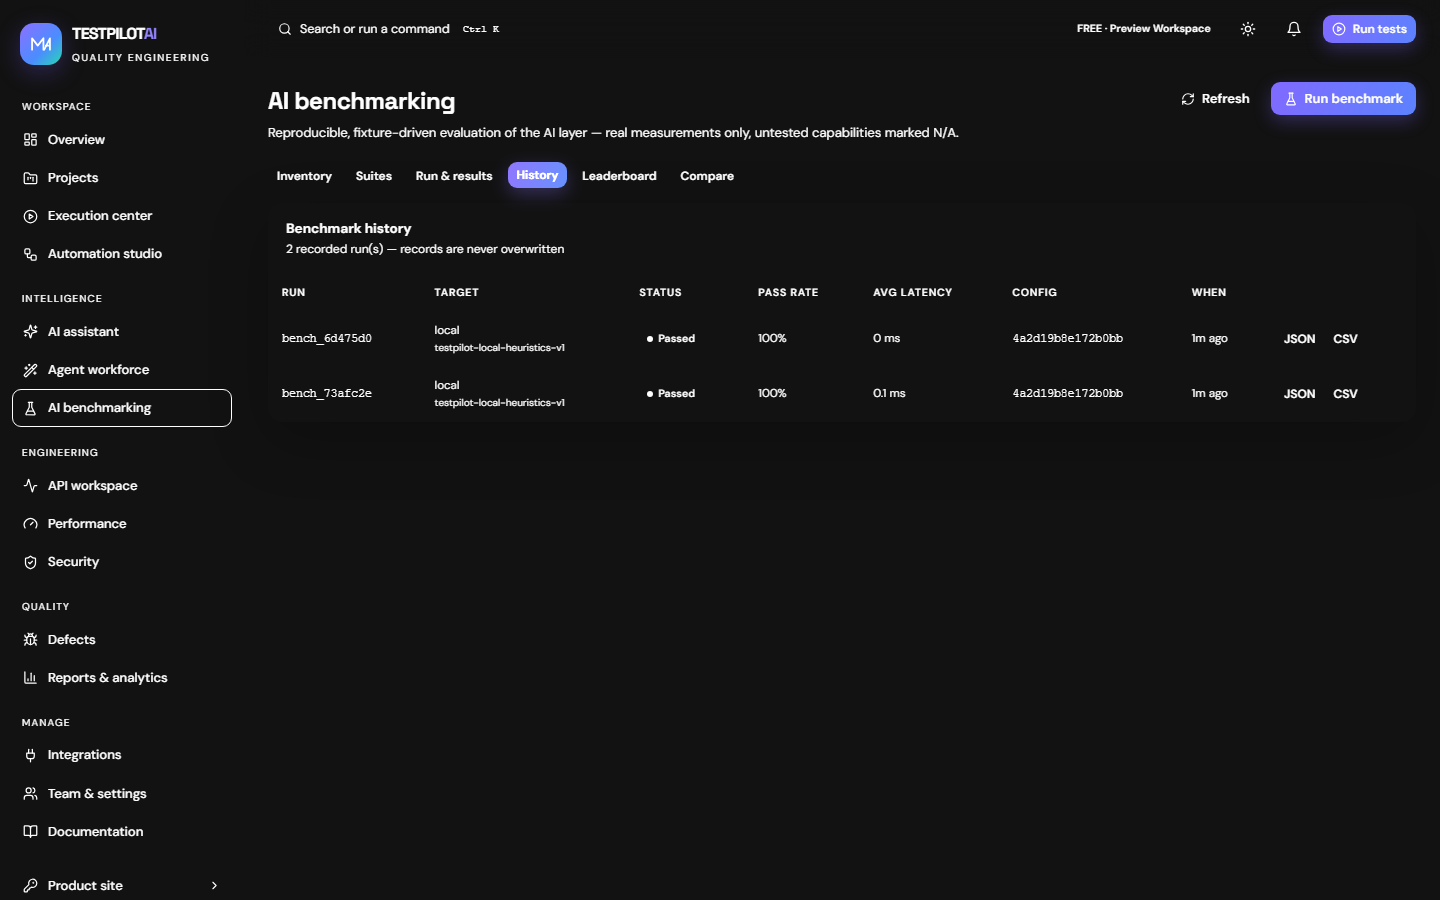 TESTPILOTAI
QUALITY ENGINEERING
Search or run a command Ctrl K
FREE · Preview Workspace
Run tests
WORKSPACE
Overview
Projects
Execution center
Automation studio
INTELLIGENCE
AI assistant
Agent workforce
AI benchmarking
ENGINEERING
API workspace
Performance
Security
QUALITY
Defects
Reports & analytics
MANAGE
Integrations
Team & settings
Documentation
Product site
AI benchmarking
Reproducible, fixture-driven evaluation of the AI layer — real measurements only, untested capabilities marked N/A.
Refresh
Run benchmark
Inventory Suites Run & results History Leaderboard Compare
Benchmark history
2 recorded run(s) — records are never overwritten
RUN TARGET STATUS PASS RATE AVG LATENCY CONFIG WHEN
bench_6d475d0 local testpilot-local-heuristics-v1 Passed 100% 0 ms 4a2d19b8e172b0bb 1m ago JSON CSV
bench_73afc2e local testpilot-local-heuristics-v1 Passed 100% 0.1 ms 4a2d19b8e172b0bb 1m ago JSON CSV